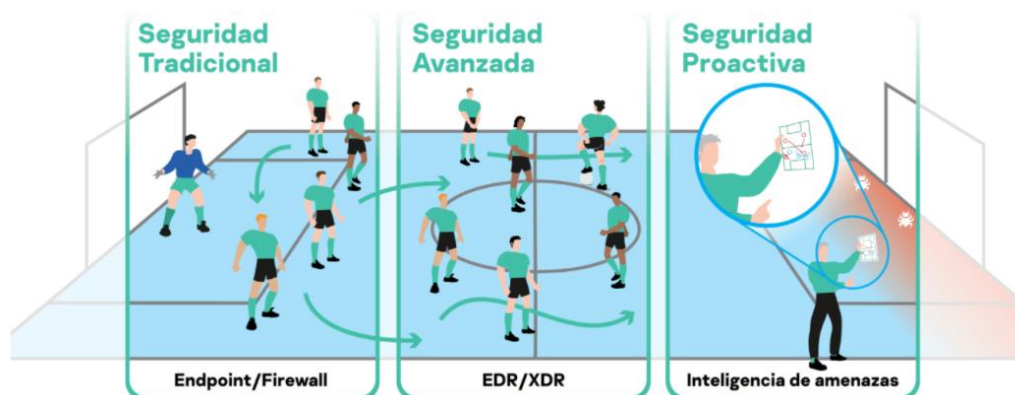 Seguridad
Tradicional
Seguridad
Avanzada
Seguridad
Proactiva
Endpoint/Firewall
EDR/XDR
Inteligencia de amenazas